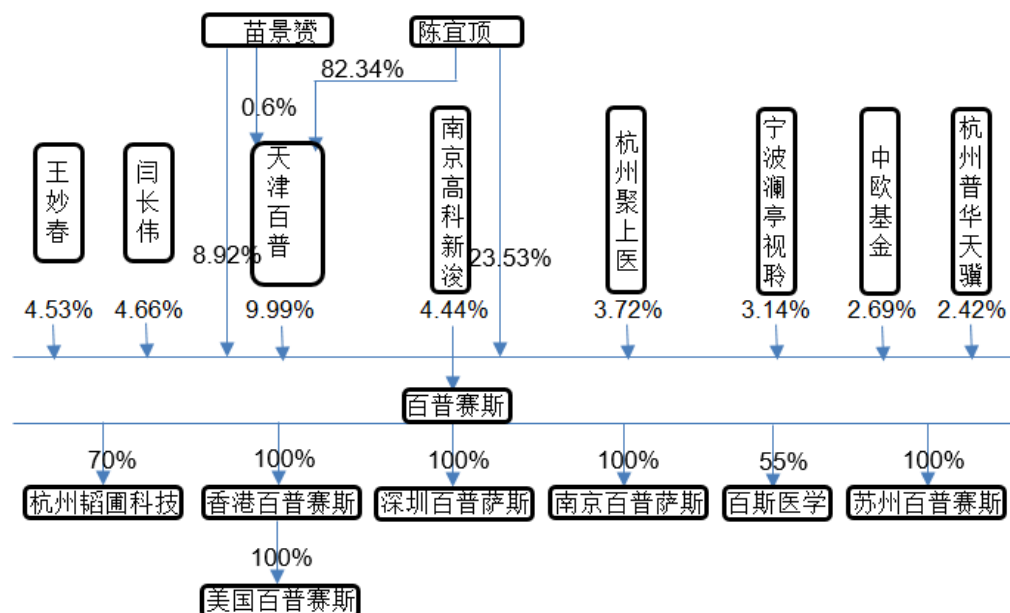 苗景赟
陈宜顶
82.34%
0.6%
王妙春
闫长伟
天津百普
南京高科新浚
杭州聚上医
宁波澜亭视聆
中欧基金
杭州普华天骥
8.92%
23.53%
4.53%
4.66%
9.99%
4.44%
3.72%
3.14%
2.69%
2.42%
百普赛斯
70%
100%
100%
100%
55%
100%
杭州韬圃科技
香港百普赛斯
深圳百普萨斯
南京百普萨斯
百斯医学
苏州百普赛斯
100%
美国百普赛斯